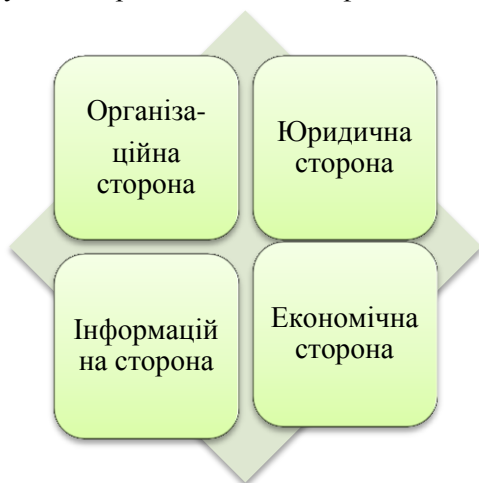 Організа-
ційна
сторона
Юридична
сторона
Інформацій
на сторона
Економічна
сторона